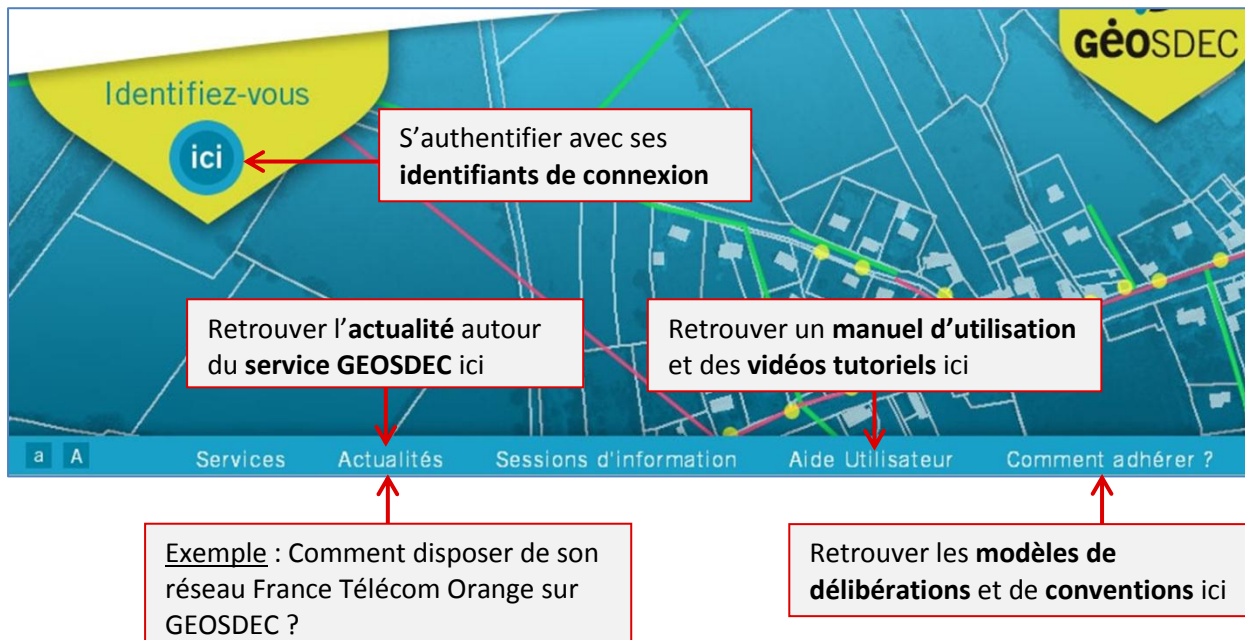 GéoSDEC
Identifiez-vous
ici
S’authentifier avec ses
identifiants de connexion
Retrouver l’actualité autour
du service GEOSDEC ici
Retrouver un manuel d’utilisation
et des vidéos tutoriels ici
a A Services Actualités Sessions d'information Aide Utilisateur Comment adhérer ?
Exemple : Comment disposer de son
réseau France Télécom Orange sur
GEOSDEC ?
Retrouver les modèles de
délibérations et de conventions ici